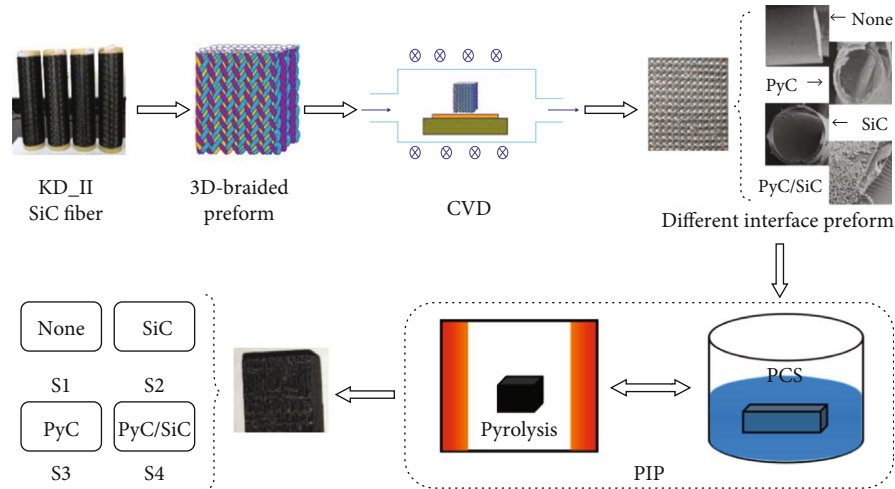 None
PyC
SiC
PyC/SiC
KD_II
SiC fiber
3D-braided
preform
CVD
Different interface preform
None
SiC
S1
S2
PyC
PyC/SiC
S3
S4
Pyrolysis
PCS
PIP